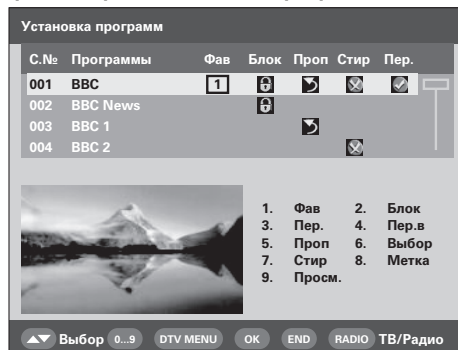 Установка программ
С.№ Программы Фав Блок Проп Стир Пер.
001 BBC 1
002 BBC News
003 BBC 1
004 BBC 2
1. Фав 2. Блок
3. Пер. 4. Пер.в
5. Проп 6. Выбор
7. Стир 8. Метка
9. Просм.
Выбор 0...9 DTV MENU OK END RADIO ТВ/Радио